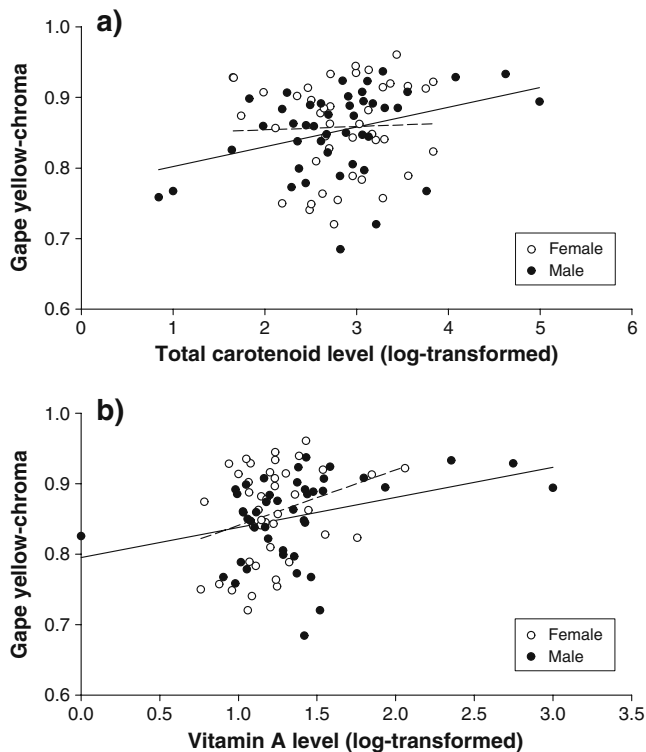 a)
1.0
0.9
0.8
0.7
0.6
Gape yellow-chroma
Female
Male
0 1 2 3 4 5 6
Total carotenoid level (log-transformed)
b)
1.0
0.9
0.8
0.7
0.6
Gape yellow-chroma
Female
Male
0.0 0.5 1.0 1.5 2.0 2.5 3.0 3.5
Vitamin A level (log-transformed)